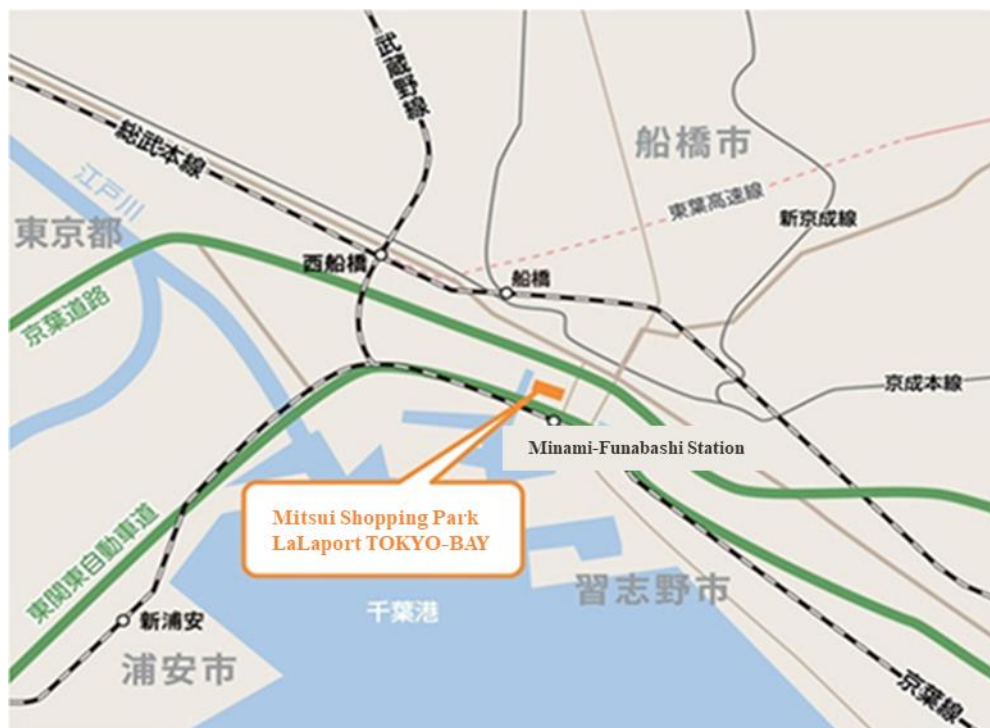 武蔵野線
総武本線
船橋市
江戸川
東葉高速線
東京都
新京成線
西船橋
船橋
京葉道路
京成本線
Minami-Funabashi Station
Mitsui Shopping Park
LaLaport TOKYO-BAY
東関東自動車道
習志野市
千葉港
新浦安
浦安市
京葉線